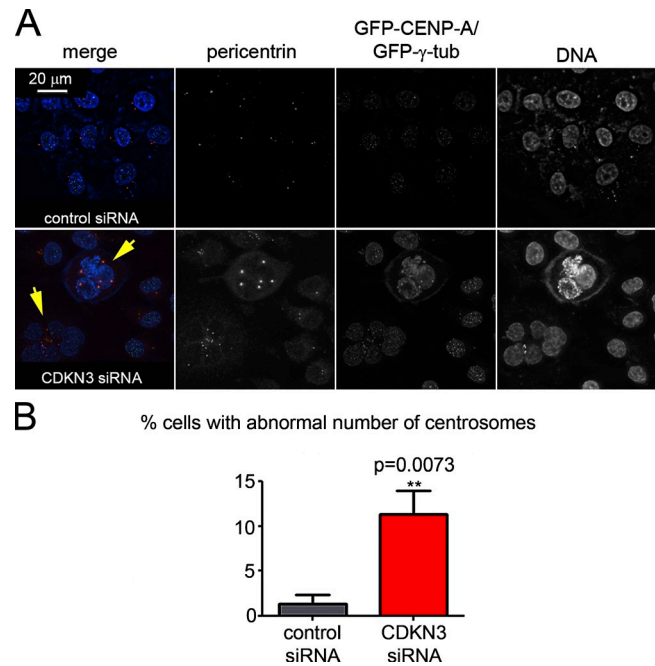 A
merge
pericentrin
GFP-CENP-A/
GFP-γ-tub
DNA
20 μm
control siRNA
CDKN3 siRNA
B
% cells with abnormal number of centrosomes
p=0.0073
**
15
10
5
0
control
siRNA
CDKN3
siRNA